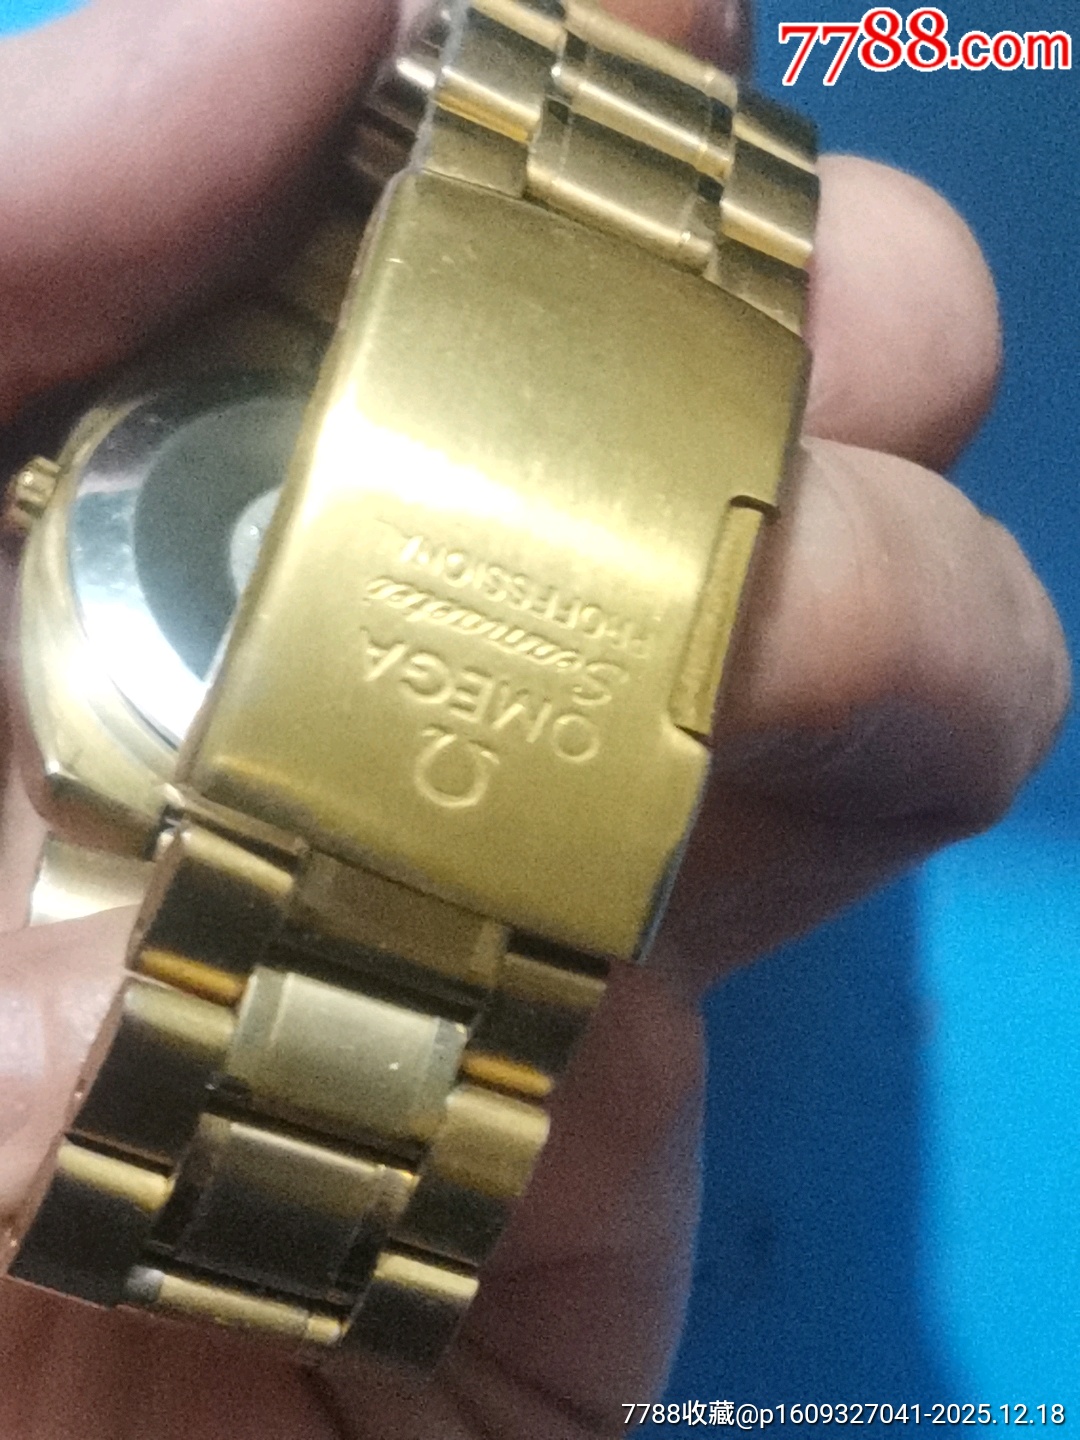 7788.com
Ω
OMEGA
Seamaster
PROFESSIONAL
7788收藏@p1609327041-2025.12.18